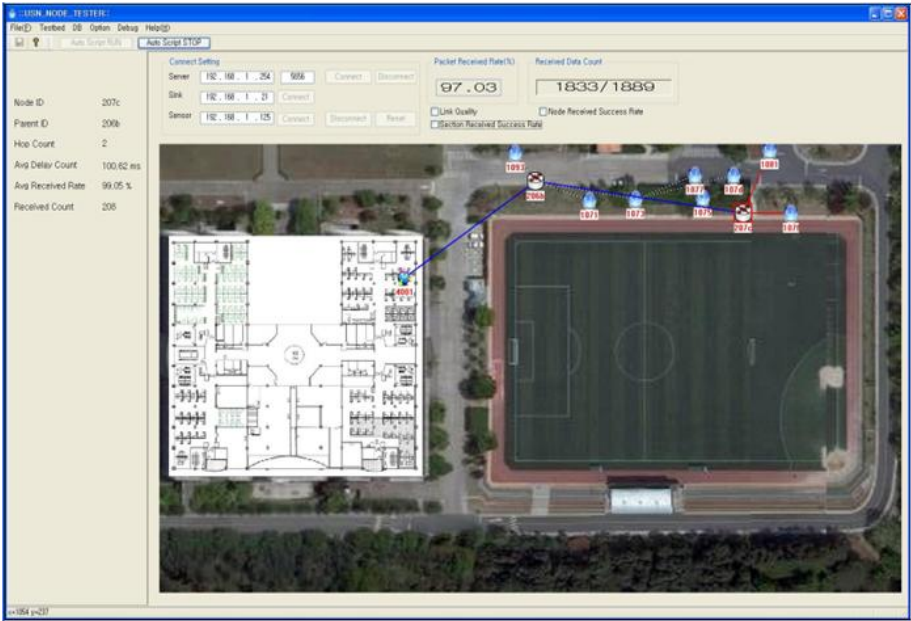 ::USN_NODE_TESTER::
File(F) Testbed DB Option Debug Help(H)
Auto Script RUN Auto Script STOP
Connect Setting
Server 192 . 168 . 1 . 254 5656 Connect Disconnect
Sink 192 . 168 . 1 . 21 Connect
Sensor 192 . 168 . 1 . 125 Connect Disconnect Reset
Packet Received Rate(%)
97.03
Received Data Count
1833/1889
Link Quality
Node Received Success Rate
Section Received Success Rate
Node ID 207c
Parent ID 206b
Hop Count 2
Avg Delay Count 100.62 ms
Avg Received Rate 99.05 %
Received Count 208
1093
1081
206b
1077
1073
1075
207c
4001